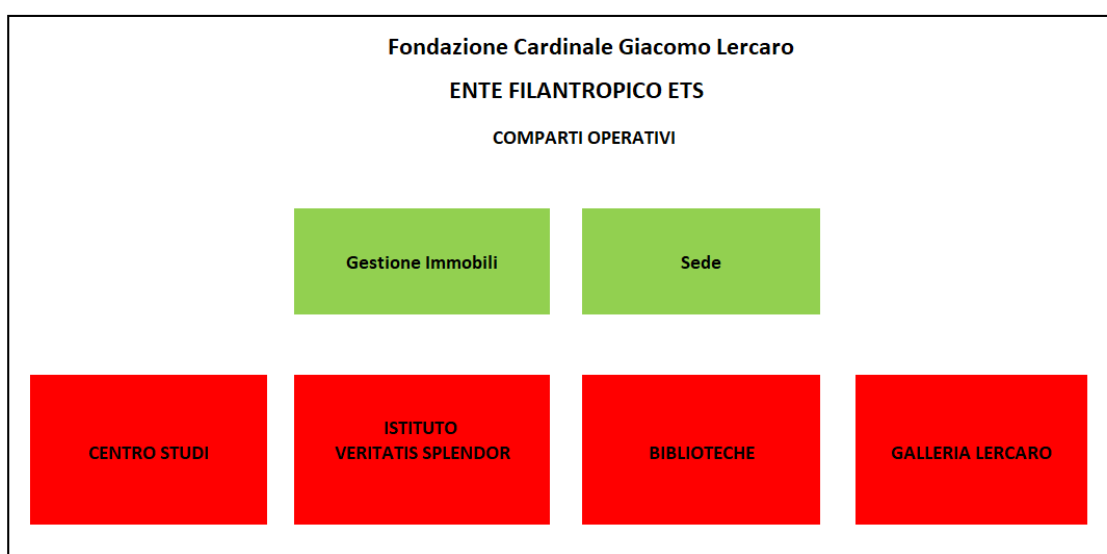 Fondazione Cardinale Giacomo Lercaro
ENTE FILANTROPICO ETS
COMPARTI OPERATIVI
Gestione Immobili
Sede
CENTRO STUDI
ISTITUTO
VERITATIS SPLENDOR
BIBLIOTECHE
GALLERIA LERCARO